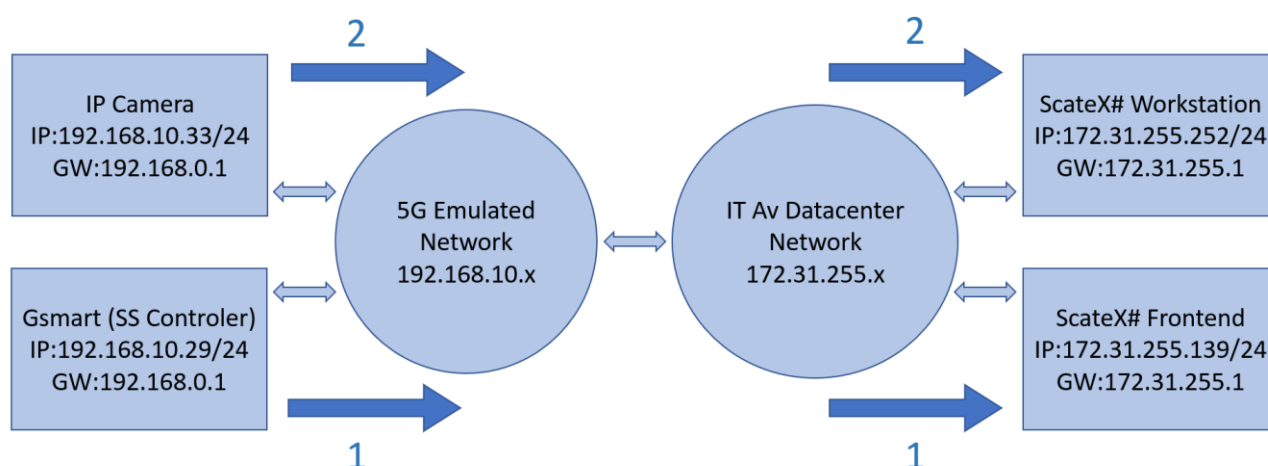 2
2
IP Camera
IP:192.168.10.33/24
GW:192.168.0.1
5G Emulated
Network
192.168.10.x
IT Av Datacenter
Network
172.31.255.x
ScateX# Workstation
IP:172.31.255.252/24
GW:172.31.255.1
Gsmart (SS Controler)
IP:192.168.10.29/24
GW:192.168.0.1
ScateX# Frontend
IP:172.31.255.139/24
GW:172.31.255.1
1
1